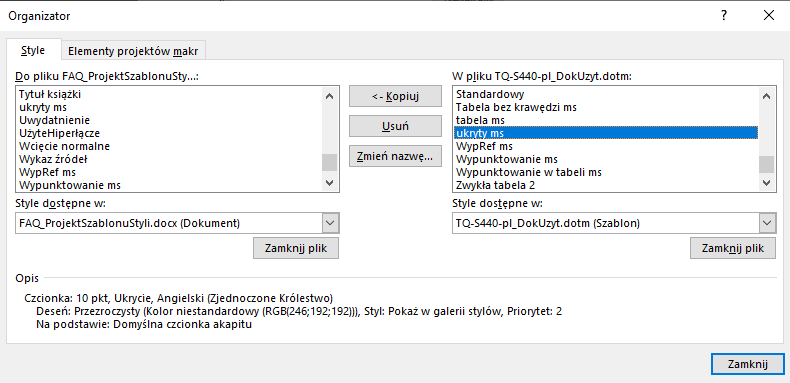 Organizator
Style
Elementy projektów makr
Do pliku FAQ_ProjektSzablonuSty...:
Tytuł książki
ukryty ms
Uwydatnienie
UżyteHiperłącze
Wcięcie normalne
Wykaz źródeł
WypRef ms
Wypunktowanie ms
Style dostępne w:
FAQ_ProjektSzablonuStyli.docx (Dokument)
Zamknij plik
<- Kopiuj
Usuń
Zmień nazwę...
W pliku TQ-S440-pl_DokUzyt.dotm:
Standardowy
Tabela bez krawędzi ms
tabela ms
ukryty ms
WypRef ms
Wypunktowanie ms
Wypunktowanie w tabeli ms
Zwykła tabela 2
Style dostępne w:
TQ-S440-pl_DokUzyt.dotm (Szablon)
Zamknij plik
Opis
Czcionka: 10 pkt, Ukrycie, Angielski (Zjednoczone Królestwo)
Deseń: Przezroczysty (Kolor niestandardowy (RGB(246;192;192))), Styl: Pokaż w galerii stylów, Priorytet: 2
Na podstawie: Domyślna czcionka akapitu
Zamknij